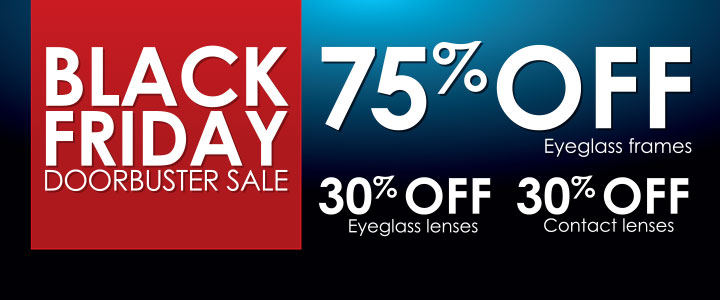 BLACK
FRIDAY
DOORBUSTER SALE
75% OFF
Eyeglass frames
30% OFF
Eyeglass lenses
30% OFF
Contact lenses